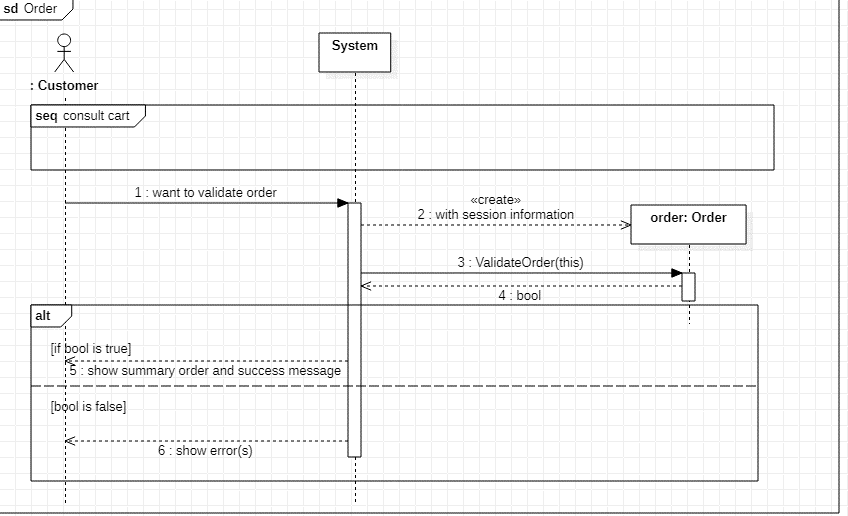 sd Order
System
: Customer
seq consult cart
1 : want to validate order
«create»
2 : with session information
order: Order
3 : ValidateOrder(this)
4 : bool
alt
[if bool is true]
5 : show summary order and success message
[bool is false]
6 : show error(s)